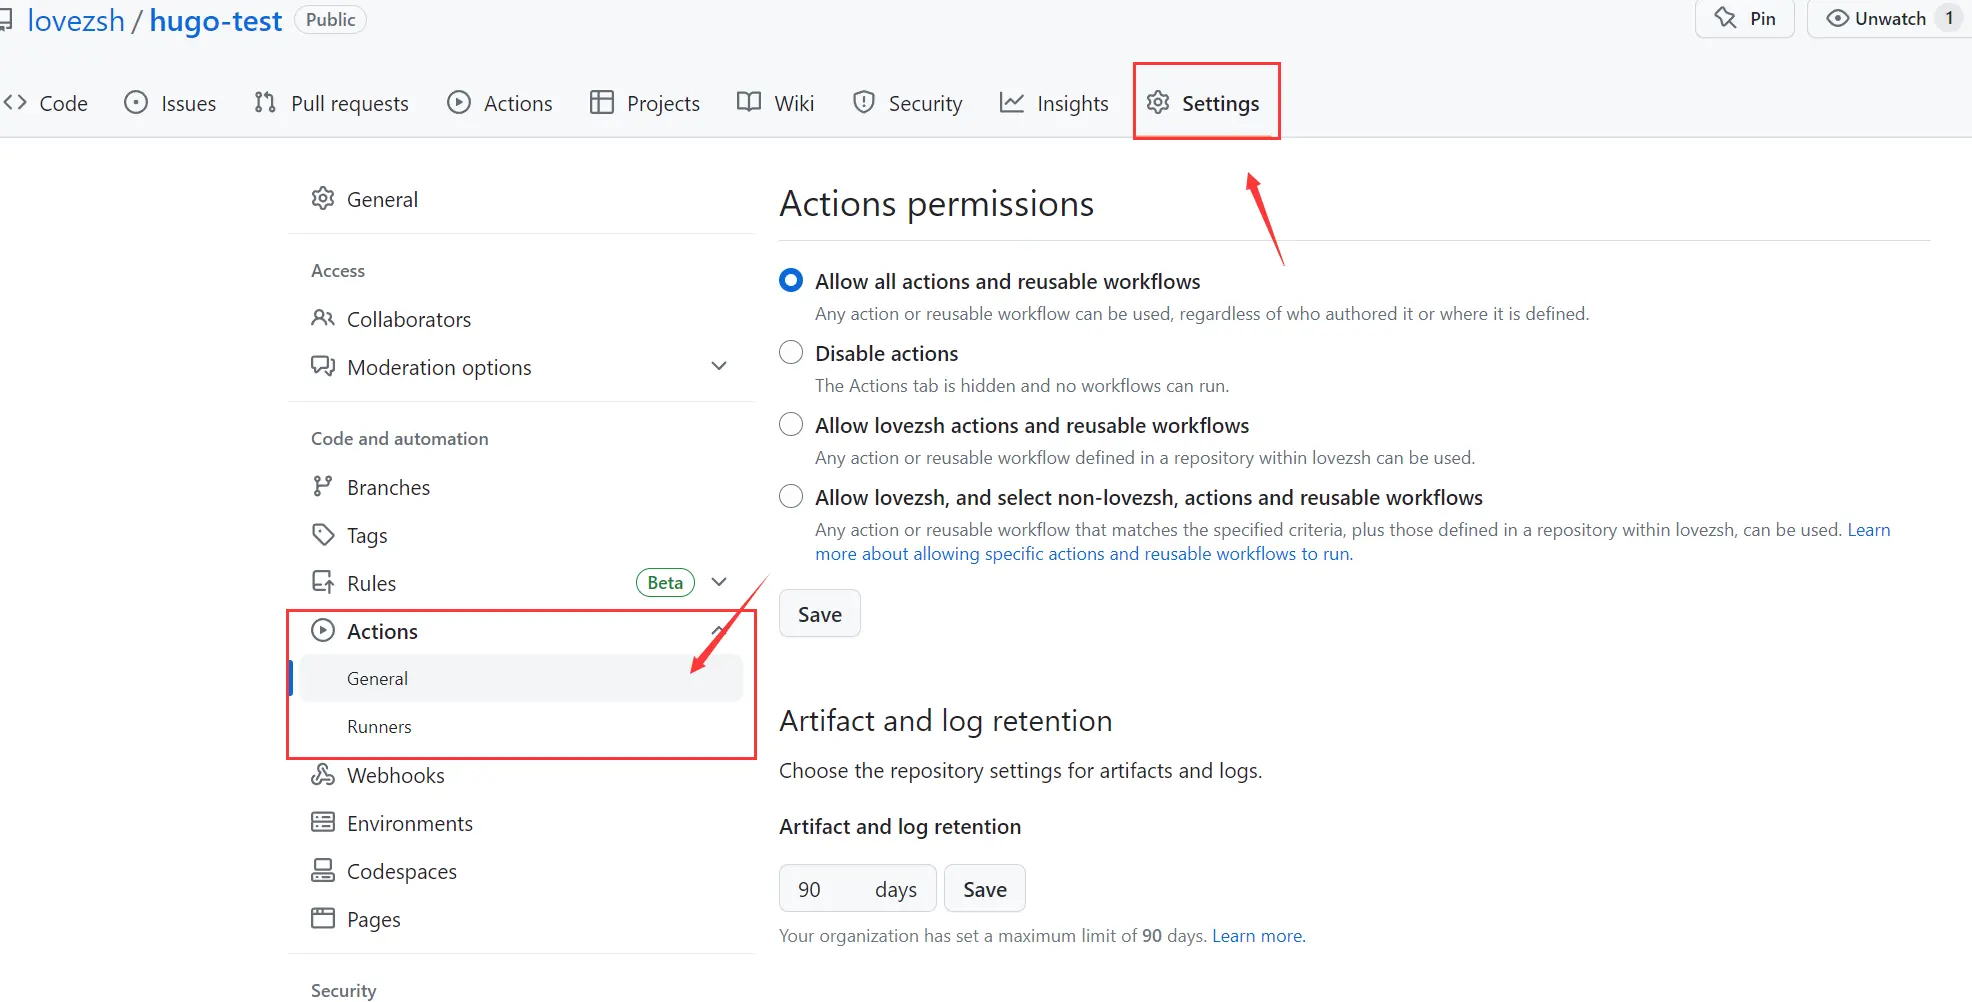 lovezsh / hugo-test Public
Pin
Unwatch 1
Code
Issues
Pull requests
Actions
Projects
Wiki
Security
Insights
Settings
General
Access
Collaborators
Moderation options
Code and automation
Branches
Tags
Rules Beta
Actions
General
Runners
Webhooks
Environments
Codespaces
Pages
Security
Actions permissions
Allow all actions and reusable workflows
Any action or reusable workflow can be used, regardless of who authored it or where it is defined.
Disable actions
The Actions tab is hidden and no workflows can run.
Allow lovezsh actions and reusable workflows
Any action or reusable workflow defined in a repository within lovezsh can be used.
Allow lovezsh, and select non-lovezsh, actions and reusable workflows
Any action or reusable workflow that matches the specified criteria, plus those defined in a repository within lovezsh, can be used. Learn
more about allowing specific actions and reusable workflows to run.
Save
Artifact and log retention
Choose the repository settings for artifacts and logs.
Artifact and log retention
90 days Save
Your organization has set a maximum limit of 90 days. Learn more.